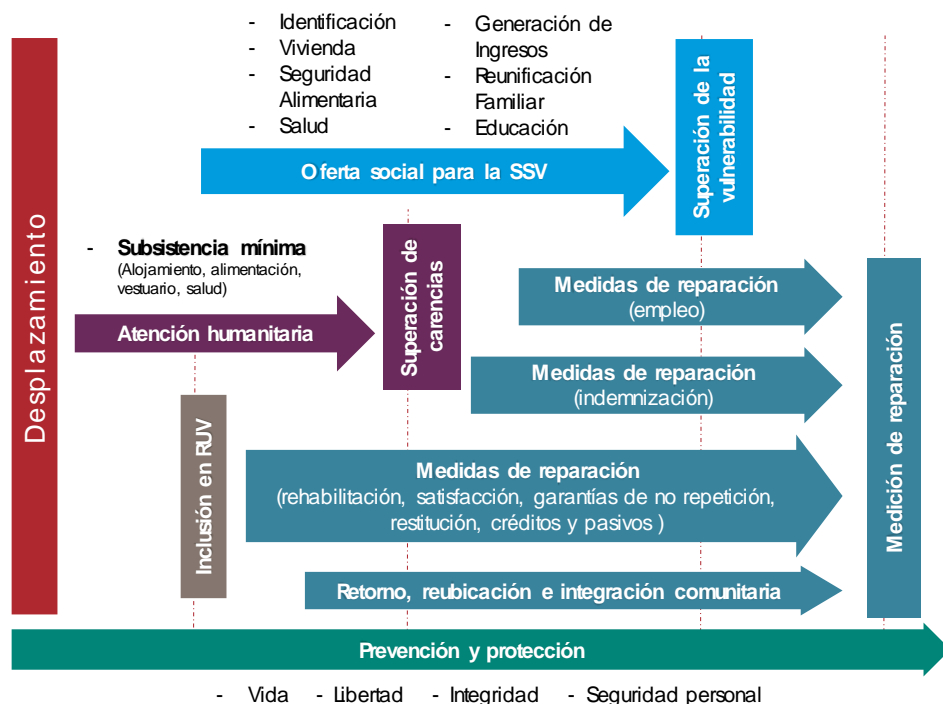 - Identificación
- Vivienda
- Seguridad
Alimentaria
- Salud
- Generación de
Ingresos
- Reunificación
Familiar
- Educación
Oferta social para la SSV
Superación de la
vulnerabilidad
Desplazamiento
- Subsistencia mínima
(Alojamiento, alimentación,
vestuario, salud)
Atención humanitaria
Superación de
carencias
Inclusión en RUV
Medidas de reparación
(empleo)
Medidas de reparación
(indemnización)
Medidas de reparación
(rehabilitación, satisfacción, garantías de no repetición,
restitución, créditos y pasivos )
Retorno, reubicación e integración comunitaria
Medición de reparación
Prevención y protección
- Vida - Libertad - Integridad - Seguridad personal